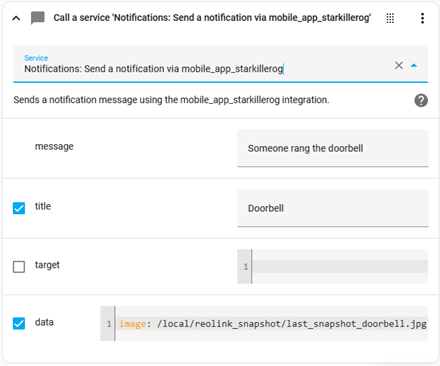 Call a service 'Notifications: Send a notification via mobile_app_starkillerog'
Service
Notifications: Send a notification via mobile_app_starkillerog
Sends a notification message using the mobile_app_starkillerog integration.
message
Someone rang the doorbell
title
Doorbell
target
1
data
1 image: /local/reolink_snapshot/last_snapshot_doorbell.jpg